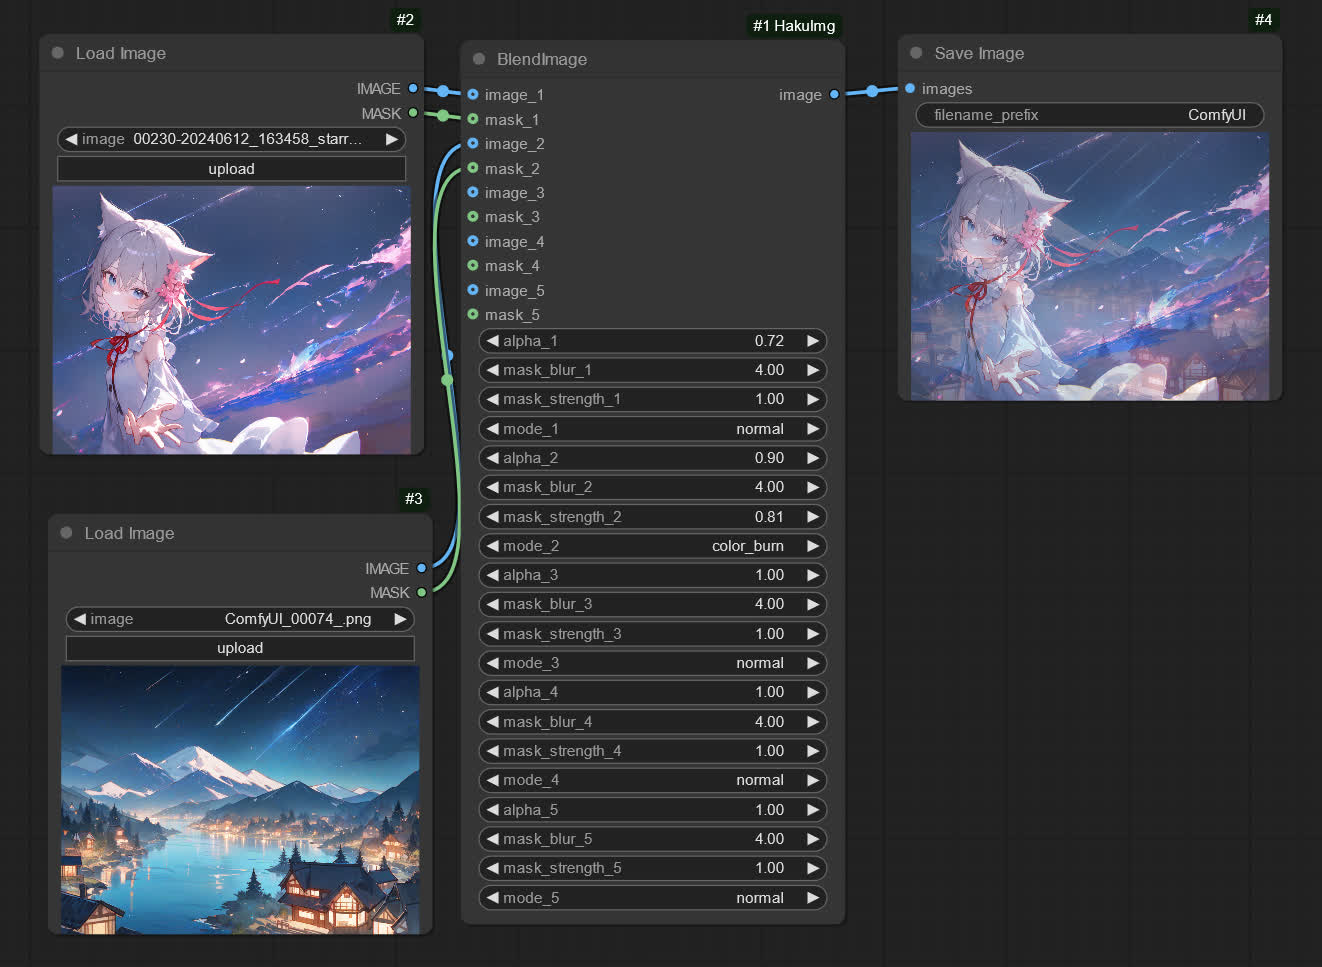 #2
Load Image
IMAGE
MASK
image 00230-20240612_163458_starr...
upload
#3
Load Image
IMAGE
MASK
image ComfyUI_00074_.png
upload
#1 HakuImg
BlendImage
image_1 image
mask_1
image_2
mask_2
image_3
mask_3
image_4
mask_4
image_5
mask_5
alpha_1 0.72
mask_blur_1 4.00
mask_strength_1 1.00
mode_1 normal
alpha_2 0.90
mask_blur_2 4.00
mask_strength_2 0.81
mode_2 color_burn
alpha_3 1.00
mask_blur_3 4.00
mask_strength_3 1.00
mode_3 normal
alpha_4 1.00
mask_blur_4 4.00
mask_strength_4 1.00
mode_4 normal
alpha_5 1.00
mask_blur_5 4.00
mask_strength_5 1.00
mode_5 normal
#4
Save Image
images
filename_prefix ComfyUI